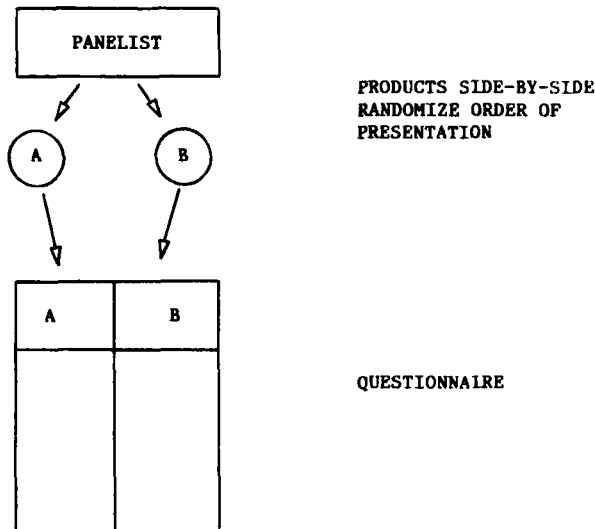 PANELIST
PRODUCTS SIDE-BY-SIDE
RANDOMIZE ORDER OF
PRESENTATION
A B
A B
QUESTIONNAIRE